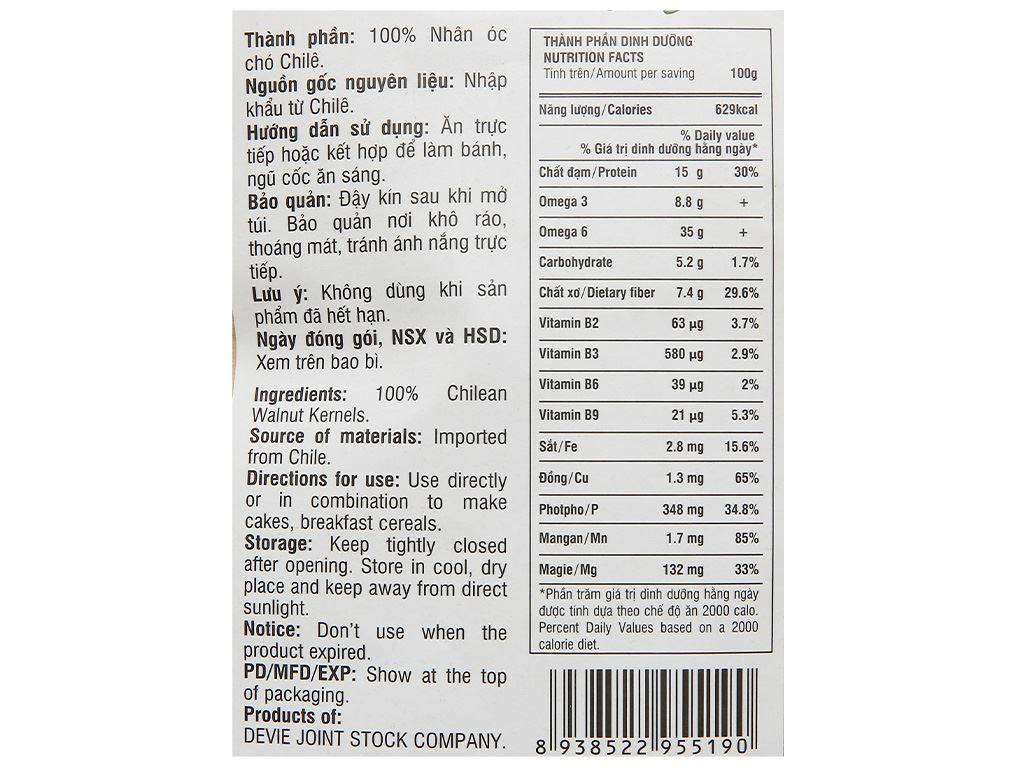 Thành phần: 100% Nhân óc
chó Chilê.
Nguồn gốc nguyên liệu: Nhập
khẩu từ Chilê.
Hướng dẫn sử dụng: Ăn trực
tiếp hoặc kết hợp để làm bánh,
ngũ cốc ăn sáng.
Bảo quản: Đậy kín sau khi mở
túi. Bảo quản nơi khô ráo,
thoáng mát, tránh ánh nắng trực
tiếp.
Lưu ý: Không dùng khi sản
phẩm đã hết hạn.
Ngày đóng gói, NSX và HSD:
Xem trên bao bì.
Ingredients: 100% Chilean
Walnut Kernels.
Source of materials: Imported
from Chile.
Directions for use: Use directly
or in combination to make
cakes, breakfast cereals.
Storage: Keep tightly closed
after opening. Store in cool, dry
place and keep away from direct
sunlight.
Notice: Don't use when the
product expired.
PD/MFD/EXP: Show at the top
of packaging.
Products of:
DEVIE JOINT STOCK COMPANY.
THÀNH PHẦN DINH DƯỠNG
NUTRITION FACTS
Tính trên/Amount per saving 100g
Năng lượng/Calories 629kcal
% Daily value
% Giá trị dinh dưỡng hằng ngày*
Chất đạm/Protein 15 g 30%
Omega 3 8.8 g +
Omega 6 35 g +
Carbohydrate 5.2 g 1.7%
Chất xơ/Dietary fiber 7.4 g 29.6%
Vitamin B2 63 µg 3.7%
Vitamin B3 580 µg 2.9%
Vitamin B6 39 µg 2%
Vitamin B9 21 µg 5.3%
Sắt/Fe 2.8 mg 15.6%
Đồng/Cu 1.3 mg 65%
Photpho/P 348 mg 34.8%
Mangan/Mn 1.7 mg 85%
Magie/Mg 132 mg 33%
*Phần trăm giá trị dinh dưỡng hằng ngày
được tính dựa theo chế độ ăn 2000 calo.
Percent Daily Values based on a 2000
calorie diet.
8 938522 955190